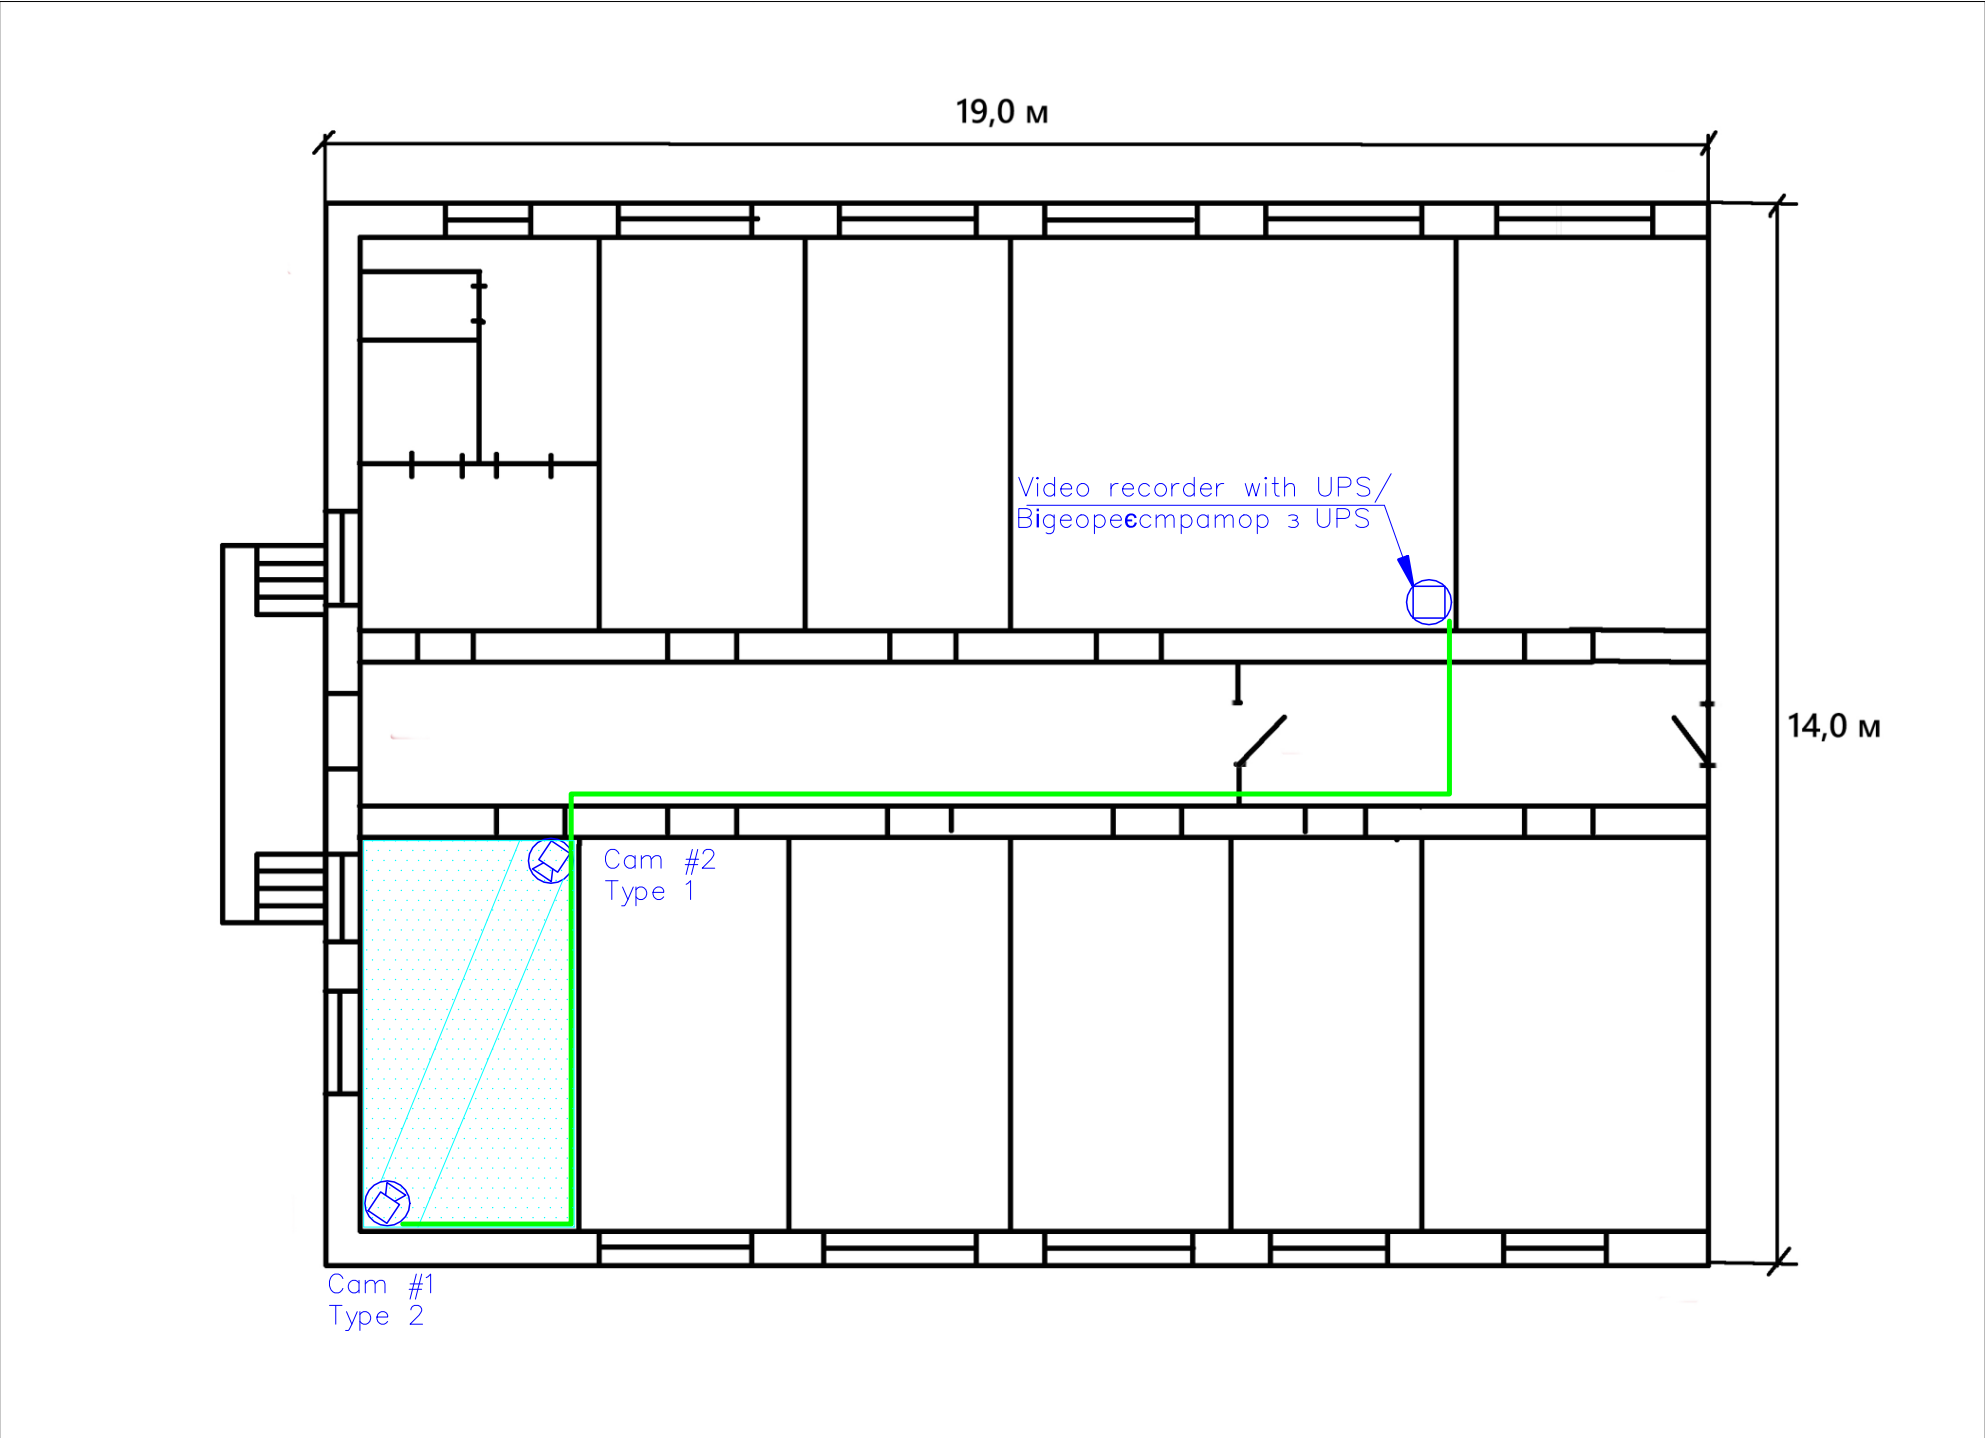 19,0 м
Video recorder with UPS/
Відеореєстратор з UPS
14,0 м
Cam #2
Type 1
Cam #1
Type 2